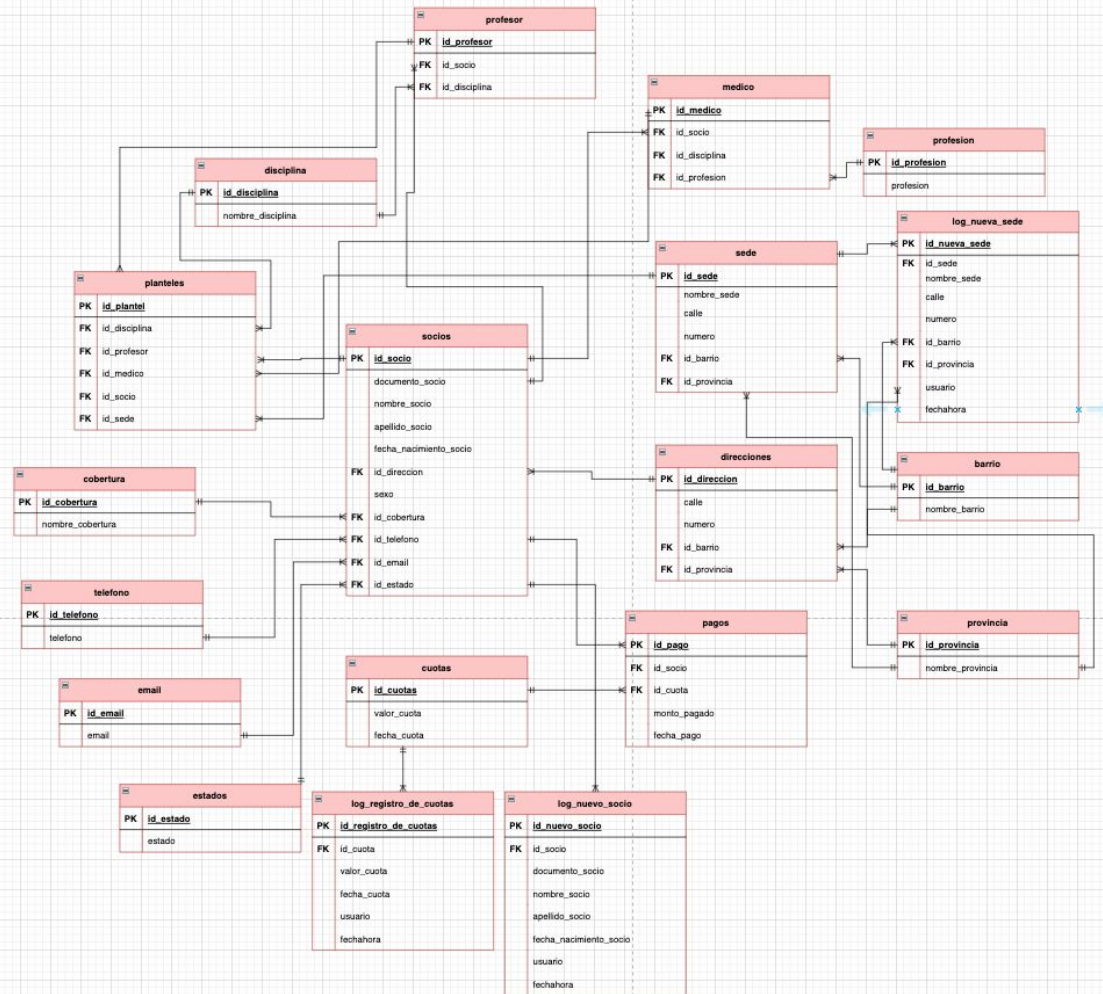 profesor
PK id_profesor
FK id_socio
FK id_disciplina
medico
PK id_medico
FK id_socio
FK id_disciplina
FK id_profesion
profesion
PK id_profesion
profesion
disciplina
PK id_disciplina
nombre_disciplina
log_nueva_sede
PK id_nueva_sede
FK id_sede
nombre_sede
calle
numero
FK id_barrio
FK id_provincia
usuario
fechahora
sede
PK id_sede
nombre_sede
calle
numero
FK id_barrio
FK id_provincia
planteles
PK id_plantel
FK id_disciplina
FK id_profesor
FK id_medico
FK id_socio
FK id_sede
socios
PK id_socio
documento_socio
nombre_socio
apellido_socio
fecha_nacimiento_socio
FK id_direccion
sexo
FK id_cobertura
FK id_telefono
FK id_email
FK id_estado
direcciones
PK id_direccion
calle
numero
FK id_barrio
FK id_provincia
barrio
PK id_barrio
nombre_barrio
cobertura
PK id_cobertura
nombre_cobertura
telefono
PK id_telefono
telefono
pagos
PK id_pago
FK id_socio
FK id_cuota
monto_pagado
fecha_pago
provincia
PK id_provincia
nombre_provincia
cuotas
PK id_cuotas
valor_cuota
fecha_cuota
email
PK id_email
email
estados
PK id_estado
estado
log_registro_de_cuotas
PK id_registro_de_cuotas
FK id_cuota
valor_cuota
fecha_cuota
usuario
fechahora
log_nuevo_socio
PK id_nuevo_socio
FK id_socio
documento_socio
nombre_socio
apellido_socio
fecha_nacimiento_socio
usuario
fechahora